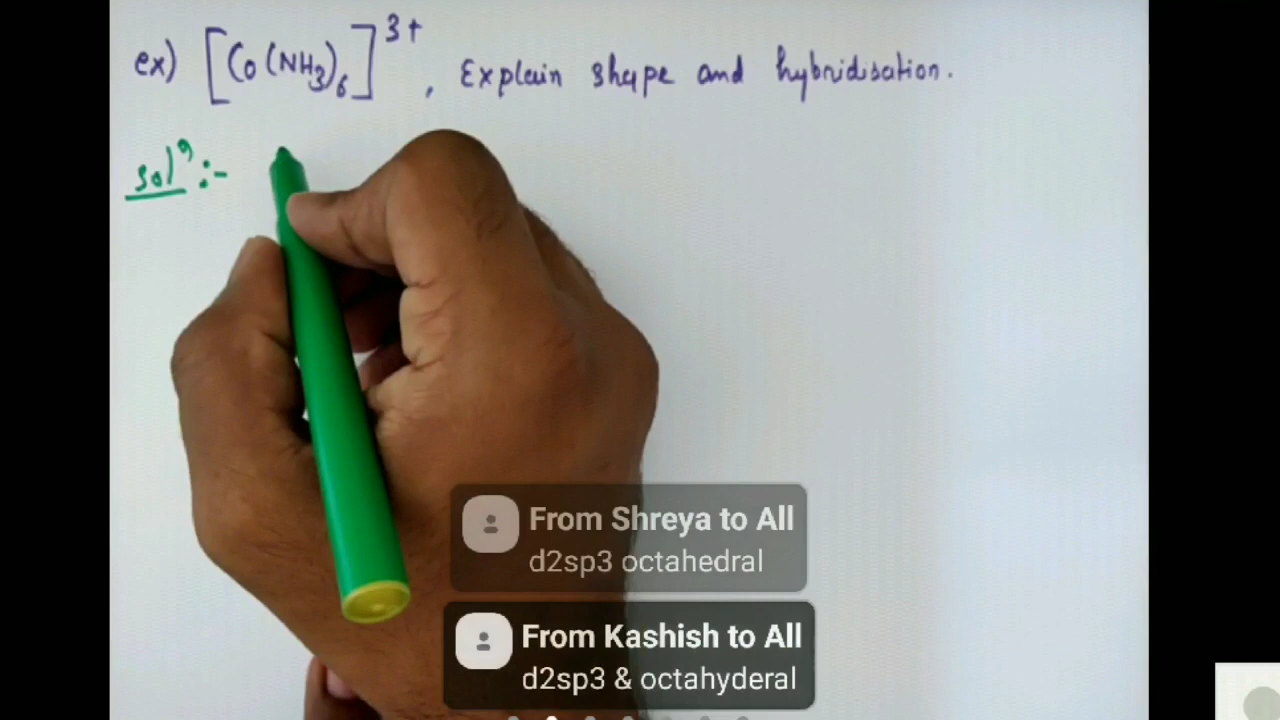 ex) [Co(NH3)6]3+, Explain shape and hybridisation.
solⁿ :-
From Shreya to All
d2sp3 octahedral
From Kashish to All
d2sp3 & octahyderal